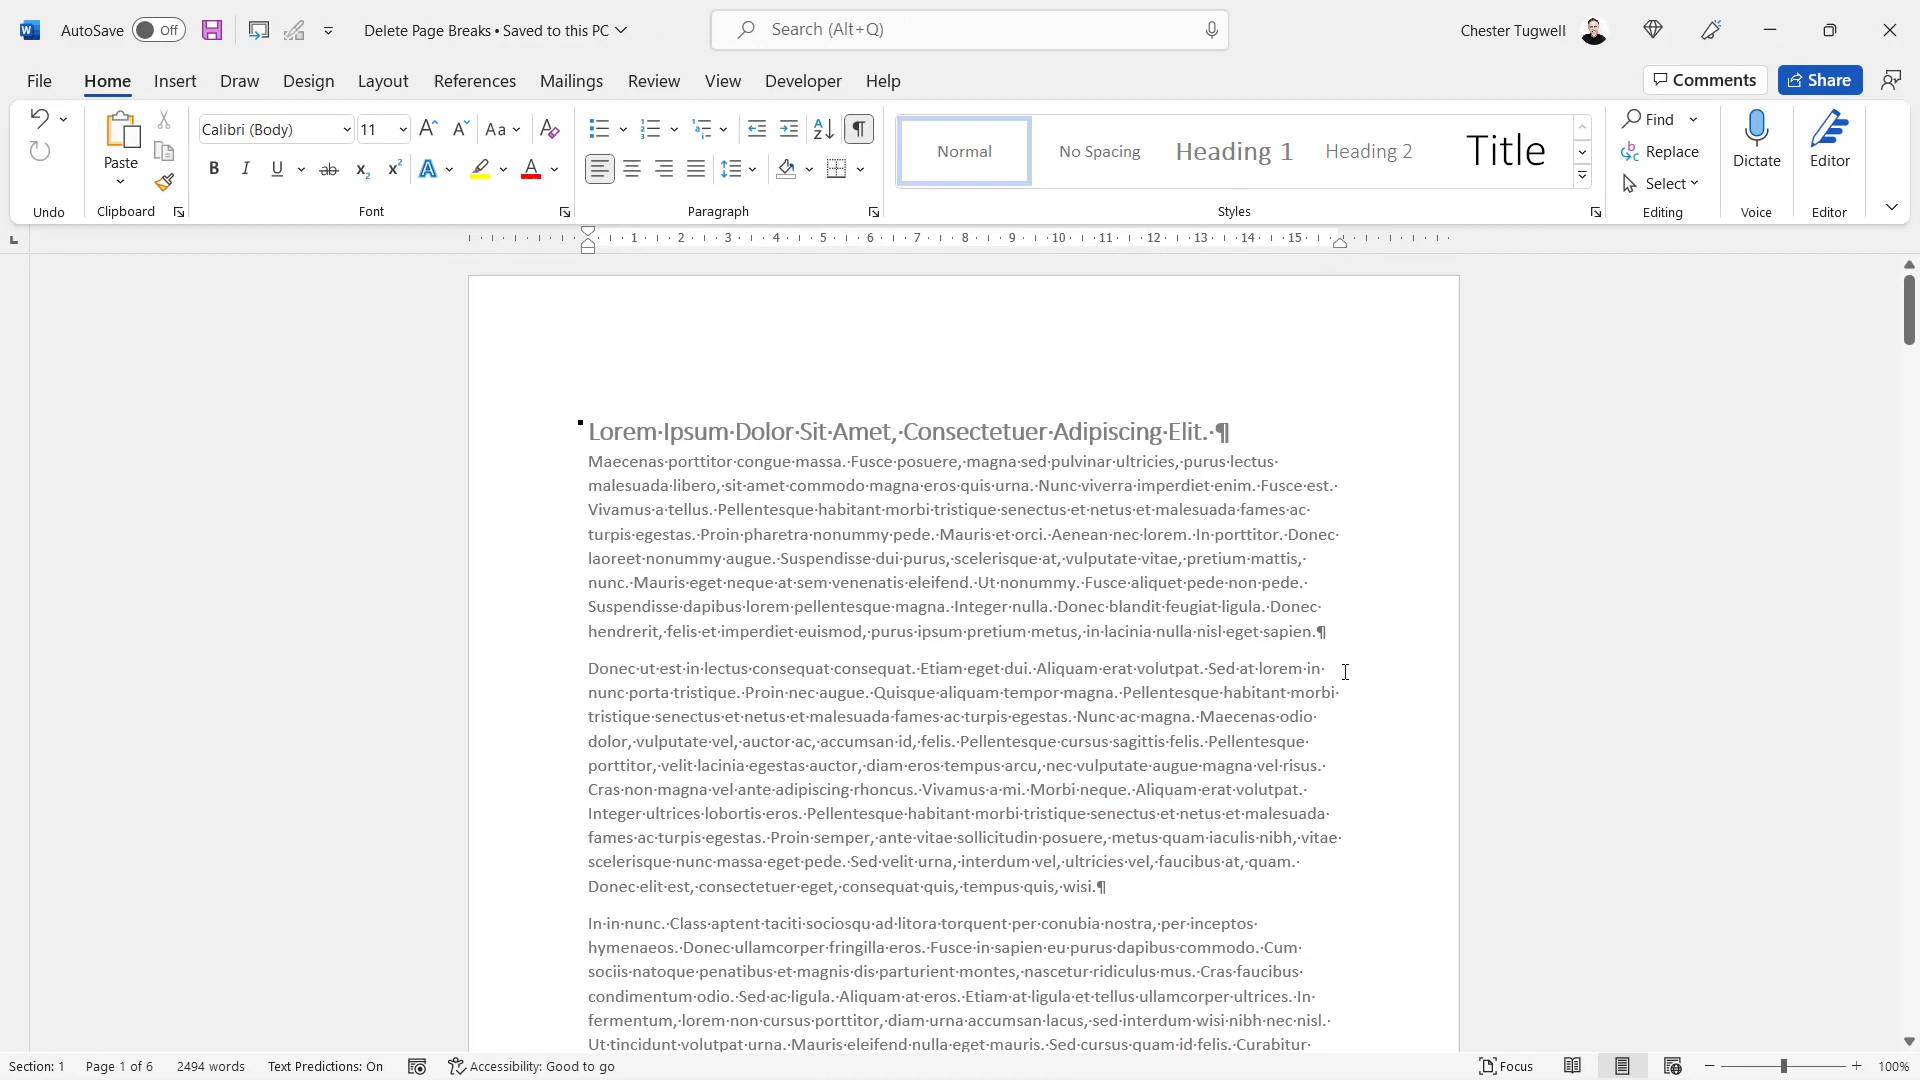 AutoSave Off Delete Page Breaks • Saved to this PC Search (Alt+Q) Chester Tugwell
File Home Insert Draw Design Layout References Mailings Review View Developer Help Comments Share
Calibri (Body) 11 Aa
Paste
B I U ab x₂ x² A A
Normal No Spacing Heading 1 Heading 2 Title
Find
Replace
Select
Dictate Editor
Undo Clipboard Font Paragraph Styles Editing Voice Editor
1 2 3 4 5 6 7 8 9 10 11 12 13 14 15
Lorem·Ipsum·Dolor·Sit·Amet,·Consectetuer·Adipiscing·Elit.·¶
Maecenas·porttitor·congue·massa.·Fusce·posuere,·magna·sed·pulvinar·ultricies,·purus·lectus·
malesuada·libero,·sit·amet·commodo·magna·eros·quis·urna.·Nunc·viverra·imperdiet·enim.·Fusce·est.·
Vivamus·a·tellus.·Pellentesque·habitant·morbi·tristique·senectus·et·netus·et·malesuada·fames·ac·
turpis·egestas.·Proin·pharetra·nonummy·pede.·Mauris·et·orci.·Aenean·nec·lorem.·In·porttitor.·Donec·
laoreet·nonummy·augue.·Suspendisse·dui·purus,·scelerisque·at,·vulputate·vitae,·pretium·mattis,·
nunc.·Mauris·eget·neque·at·sem·venenatis·eleifend.·Ut·nonummy.·Fusce·aliquet·pede·non·pede.·
Suspendisse·dapibus·lorem·pellentesque·magna.·Integer·nulla.·Donec·blandit·feugiat·ligula.·Donec·
hendrerit,·felis·et·imperdiet·euismod,·purus·ipsum·pretium·metus,·in·lacinia·nulla·nisl·eget·sapien.¶
Donec·ut·est·in·lectus·consequat·consequat.·Etiam·eget·dui.·Aliquam·erat·volutpat.·Sed·at·lorem·in·
nunc·porta·tristique.·Proin·nec·augue.·Quisque·aliquam·tempor·magna.·Pellentesque·habitant·morbi·
tristique·senectus·et·netus·et·malesuada·fames·ac·turpis·egestas.·Nunc·ac·magna.·Maecenas·odio·
dolor,·vulputate·vel,·auctor·ac,·accumsan·id,·felis.·Pellentesque·cursus·sagittis·felis.·Pellentesque·
porttitor,·velit·lacinia·egestas·auctor,·diam·eros·tempus·arcu,·nec·vulputate·augue·magna·vel·risus.·
Cras·non·magna·vel·ante·adipiscing·rhoncus.·Vivamus·a·mi.·Morbi·neque.·Aliquam·erat·volutpat.·
Integer·ultrices·lobortis·eros.·Pellentesque·habitant·morbi·tristique·senectus·et·netus·et·malesuada·
fames·ac·turpis·egestas.·Proin·semper,·ante·vitae·sollicitudin·posuere,·metus·quam·iaculis·nibh,·vitae·
scelerisque·nunc·massa·eget·pede.·Sed·velit·urna,·interdum·vel,·ultricies·vel,·faucibus·at,·quam.·
Donec·elit·est,·consectetuer·eget,·consequat·quis,·tempus·quis,·wisi.¶
In·in·nunc.·Class·aptent·taciti·sociosqu·ad·litora·torquent·per·conubia·nostra,·per·inceptos·
hymenaeos.·Donec·ullamcorper·fringilla·eros.·Fusce·in·sapien·eu·purus·dapibus·commodo.·Cum·
sociis·natoque·penatibus·et·magnis·dis·parturient·montes,·nascetur·ridiculus·mus.·Cras·faucibus·
condimentum·odio.·Sed·ac·ligula.·Aliquam·at·eros.·Etiam·at·ligula·et·tellus·ullamcorper·ultrices.·In·
fermentum,·lorem·non·cursus·porttitor,·diam·urna·accumsan·lacus,·sed·interdum·wisi·nibh·nec·nisl.·
Ut·tincidunt·volutpat·urna.·Mauris·eleifend·nulla·eget·mauris.·Sed·cursus·quam·id·felis.·Curabitur·
Section: 1 Page 1 of 6 2494 words Text Predictions: On Accessibility: Good to go Focus 100%